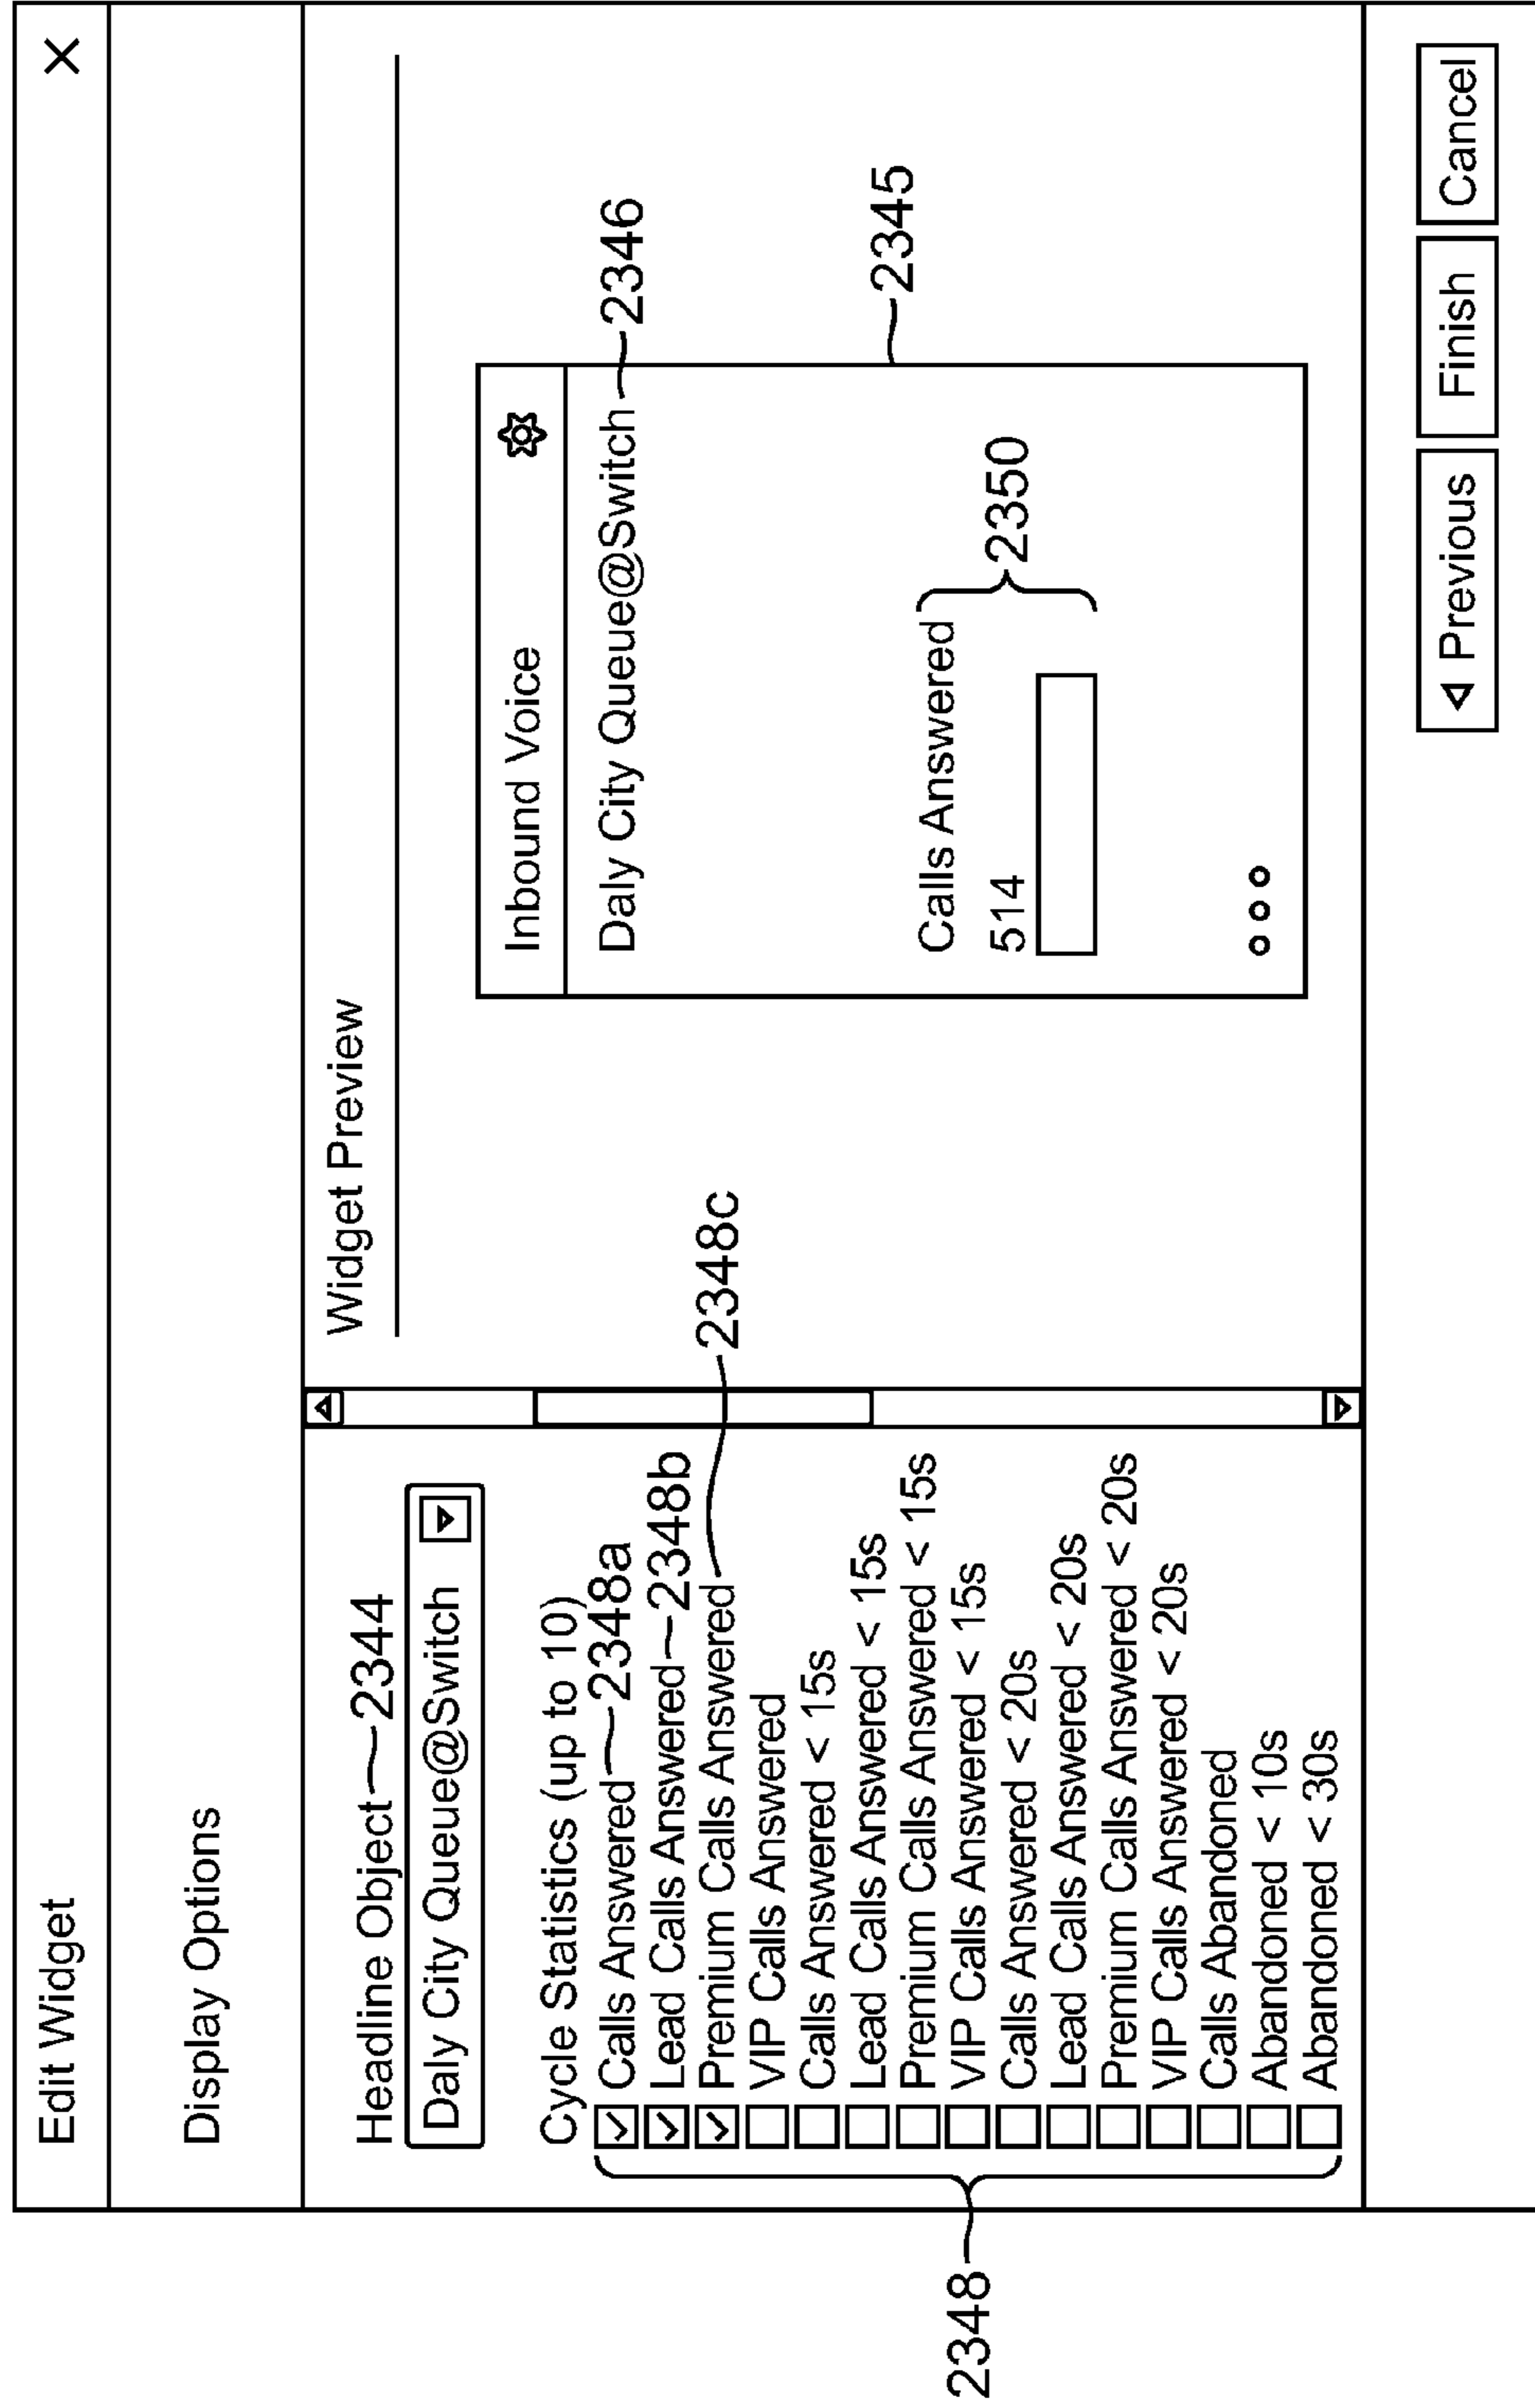 Edit Widget
X
Display Options
Headline Object 2344
Daly City Queue@Switch
Cycle Statistics (up to 10)
Calls Answered 2348a
Lead Calls Answered 2348b
Premium Calls Answered 2348c
VIP Calls Answered
Calls Answered < 15s
Lead Calls Answered < 15s
Premium Calls Answered < 15s
VIP Calls Answered < 15s
Calls Answered < 20s
Lead Calls Answered < 20s
Premium Calls Answered < 20s
VIP Calls Answered < 20s
Calls Abandoned
Abandoned < 10s
Abandoned < 30s
2348
Widget Preview
Inbound Voice
Daly City Queue@Switch 2346
Calls Answered
514
2350
2345
Previous
Finish
Cancel